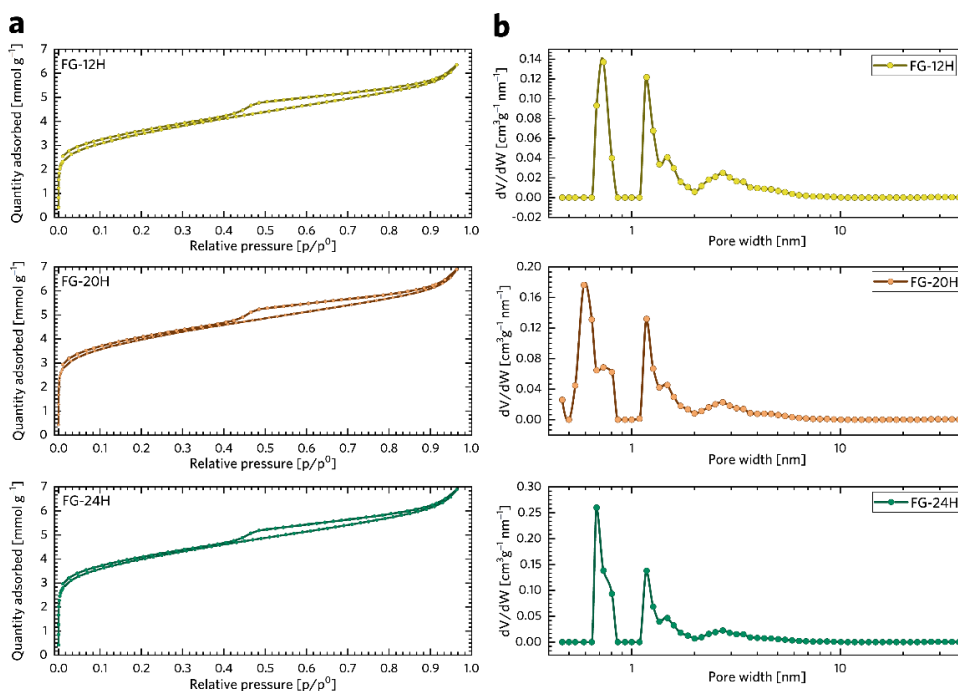 a
FG-12H
Quantity adsorbed [mmol g⁻¹]
7
6
5
4
3
2
1
0
0.0 0.1 0.2 0.3 0.4 0.5 0.6 0.7 0.8 0.9 1.0
Relative pressure [p/p⁰]
FG-20H
Quantity adsorbed [mmol g⁻¹]
7
6
5
4
3
2
1
0
0.0 0.1 0.2 0.3 0.4 0.5 0.6 0.7 0.8 0.9 1.0
Relative pressure [p/p⁰]
FG-24H
Quantity adsorbed [mmol g⁻¹]
7
6
5
4
3
2
1
0
0.0 0.1 0.2 0.3 0.4 0.5 0.6 0.7 0.8 0.9 1.0
Relative pressure [p/p⁰]
b
FG-12H
dV/dW [cm³g⁻¹ nm⁻¹]
0.14
0.12
0.10
0.08
0.06
0.04
0.02
0.00
-0.02
1 10
Pore width [nm]
FG-20H
dV/dW [cm³g⁻¹ nm⁻¹]
0.20
0.16
0.12
0.08
0.04
0.00
1 10
Pore width [nm]
FG-24H
dV/dW [cm³g⁻¹ nm⁻¹]
0.30
0.25
0.20
0.15
0.10
0.05
0.00
1 10
Pore width [nm]